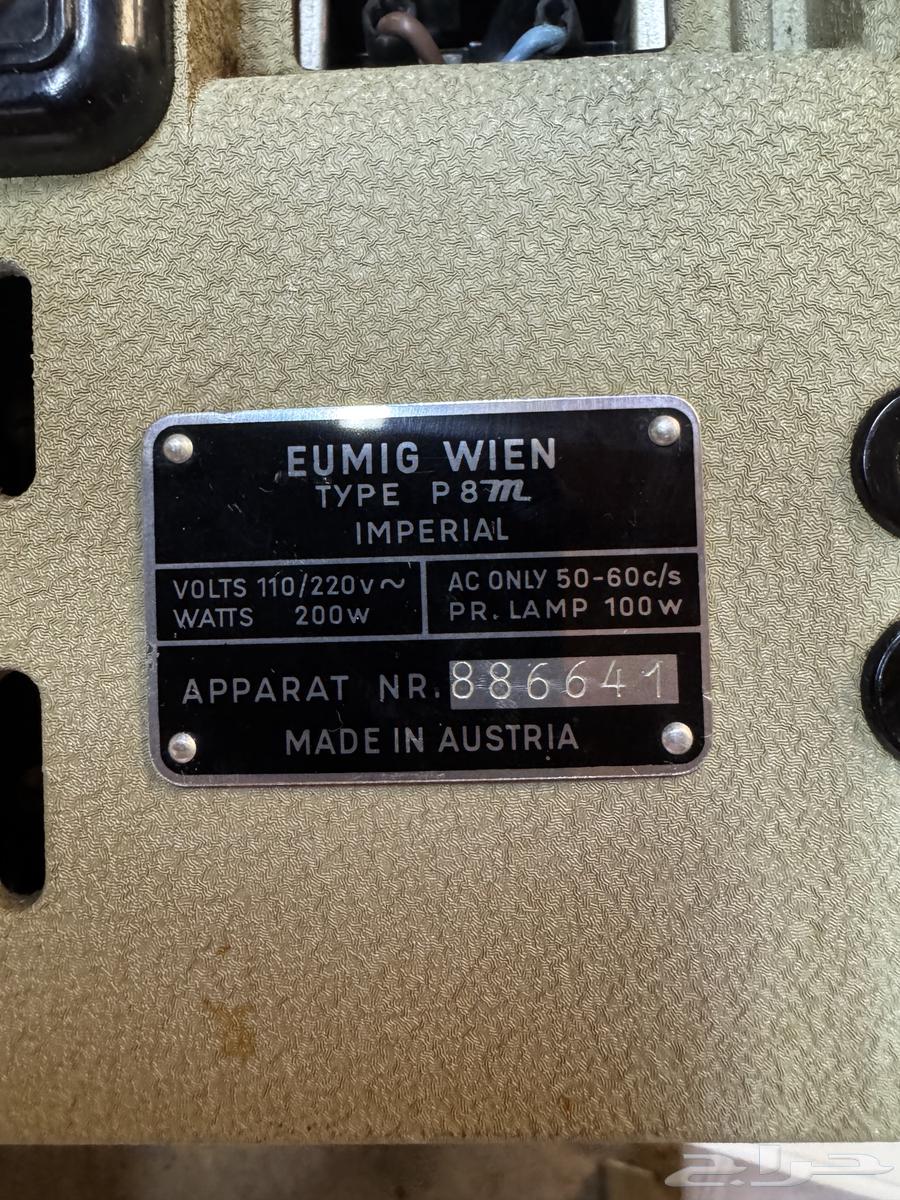 EUMIG WIEN
TYPE P8m
IMPERIAL
VOLTS 110/220v~
WATTS 200W
AC ONLY 50-60c/s
PR. LAMP 100W
APPARAT NR. 886641
MADE IN AUSTRIA
حراج